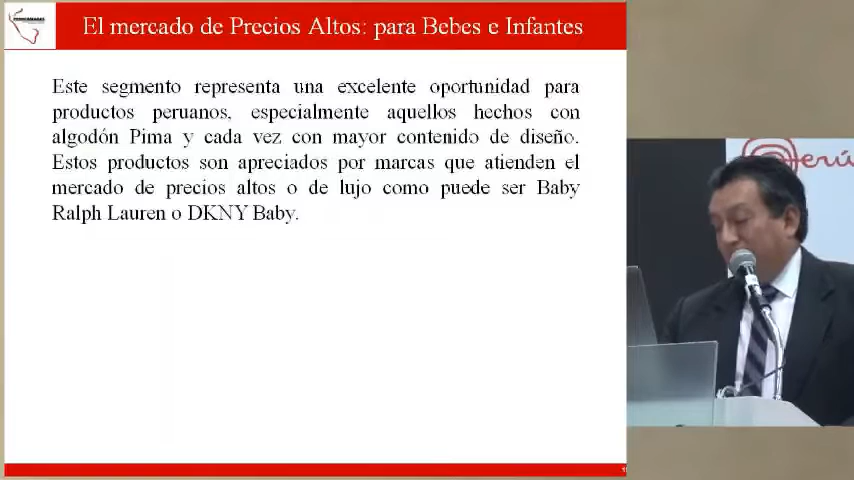 El mercado de Precios Altos: para Bebes e Infantes
Este segmento representa una excelente oportunidad para
productos peruanos, especialmente aquellos hechos con
algodón Pima y cada vez con mayor contenido de diseño.
Estos productos son apreciados por marcas que atienden el
mercado de precios altos o de lujo como puede ser Baby
Ralph Lauren o DKNY Baby.
Perú